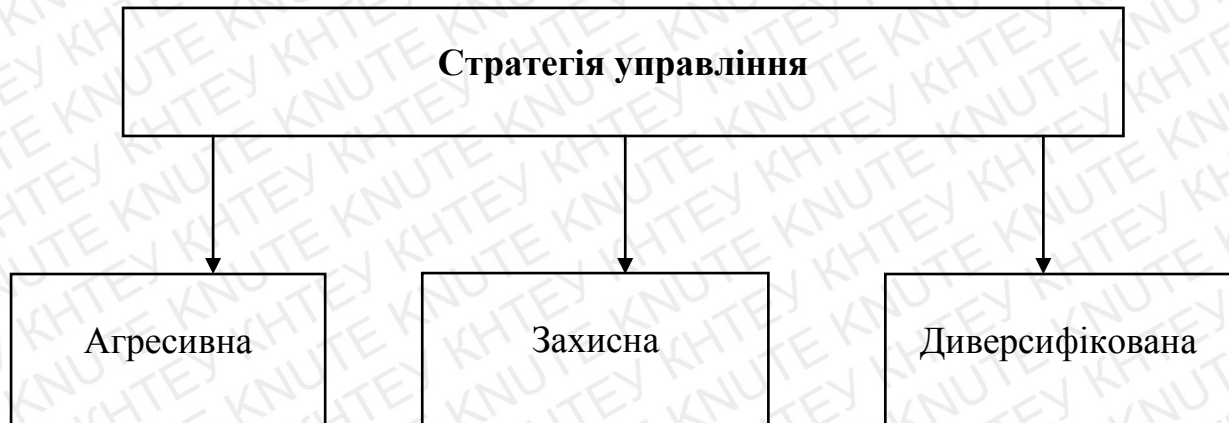 Стратегія управління
Агресивна
Захисна
Диверсифікована